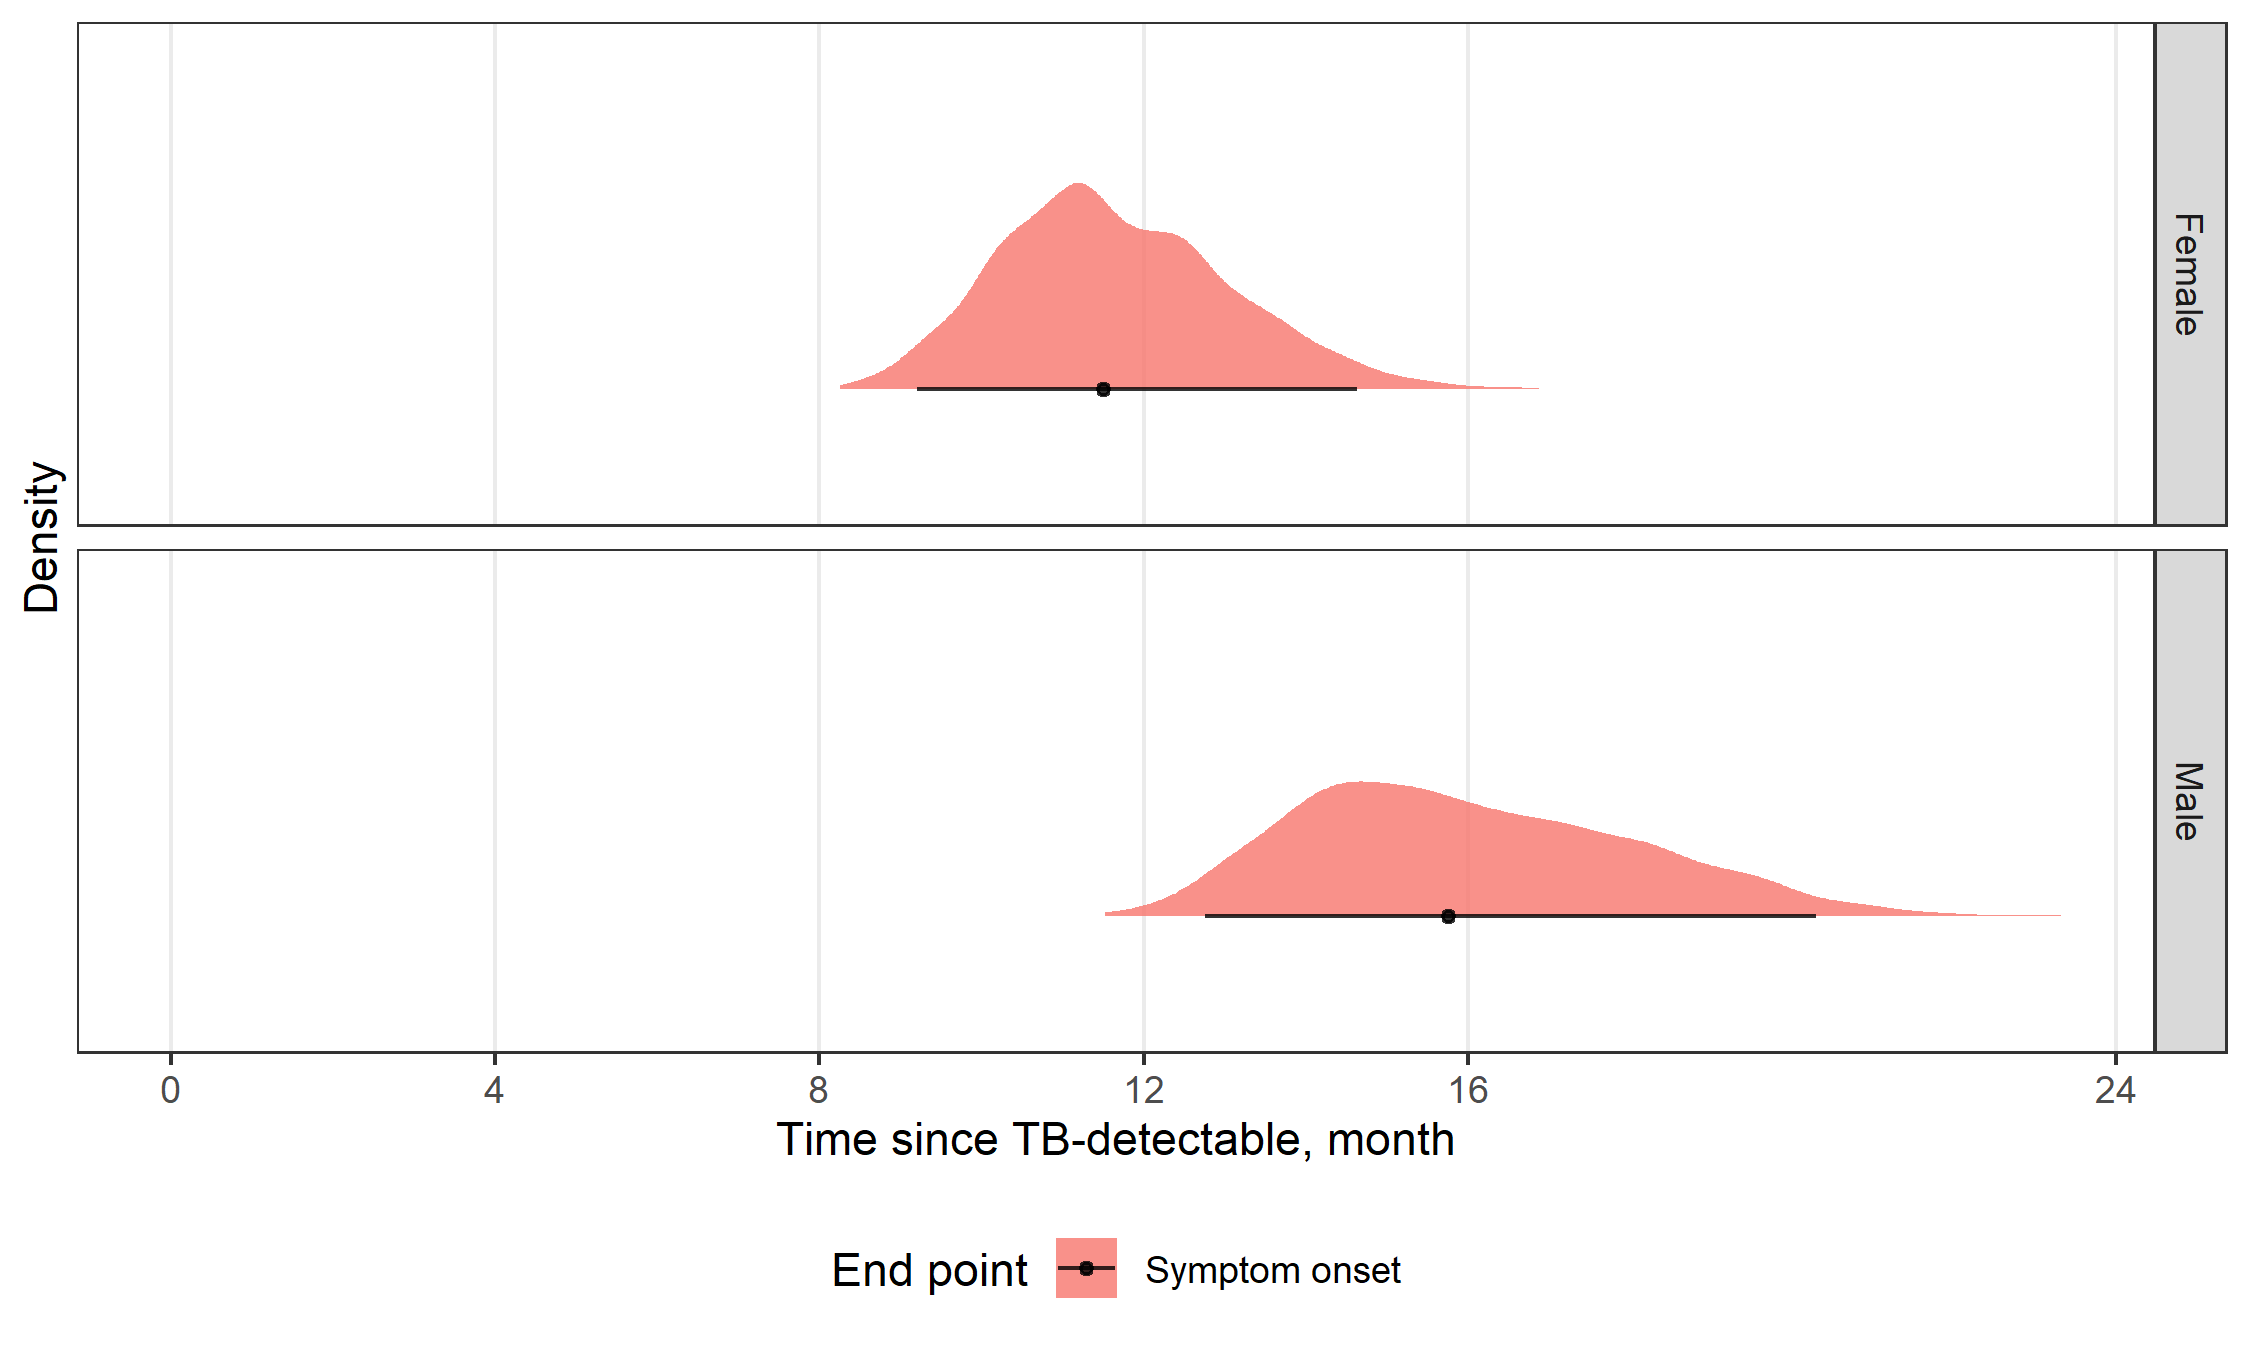 Female
Density
Male
0 4 8 12 16 24
Time since TB-detectable, month
End point Symptom onset